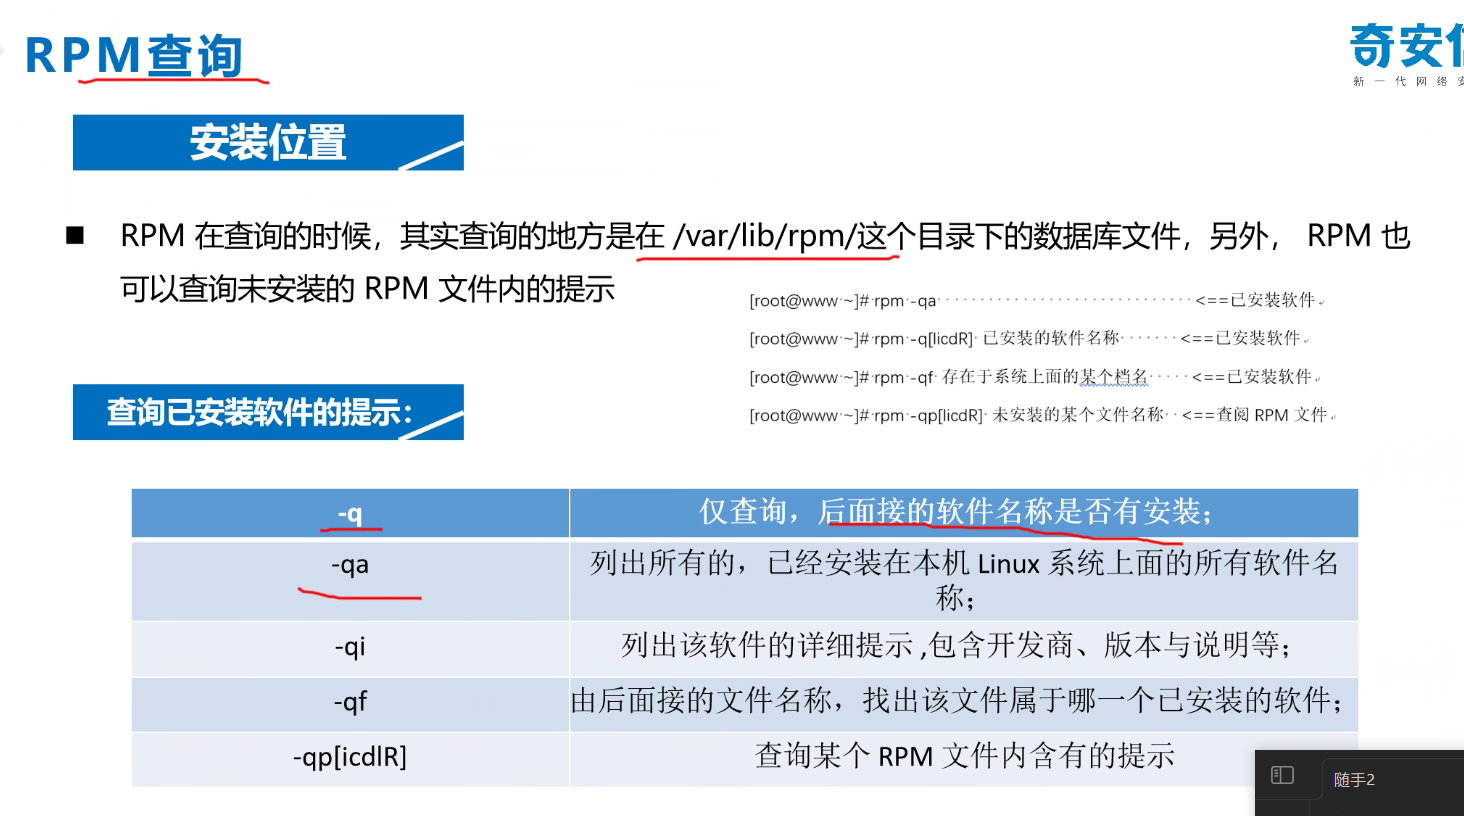 RPM查询
奇安
新一代网络
安装位置
■ RPM 在查询的时候，其实查询的地方是在 /var/lib/rpm/这个目录下的数据库文件，另外， RPM 也
可以查询未安装的 RPM 文件内的提示
[root@www ~]# rpm -qa <==已安装软件
[root@www ~]# rpm -q[licdR] 已安装的软件名称 <==已安装软件
[root@www ~]# rpm -qf 存在于系统上面的某个档名 <==已安装软件
[root@www ~]# rpm -qp[licdR] 未安装的某个文件名称 <==查阅 RPM 文件
查询已安装软件的提示：
-q 仅查询，后面接的软件名称是否有安装；
-qa 列出所有的，已经安装在本机 Linux 系统上面的所有软件名
称；
-qi 列出该软件的详细提示 ,包含开发商、版本与说明等；
-qf 由后面接的文件名称，找出该文件属于哪一个已安装的软件；
-qp[icdlR] 查询某个 RPM 文件内含有的提示
随手2